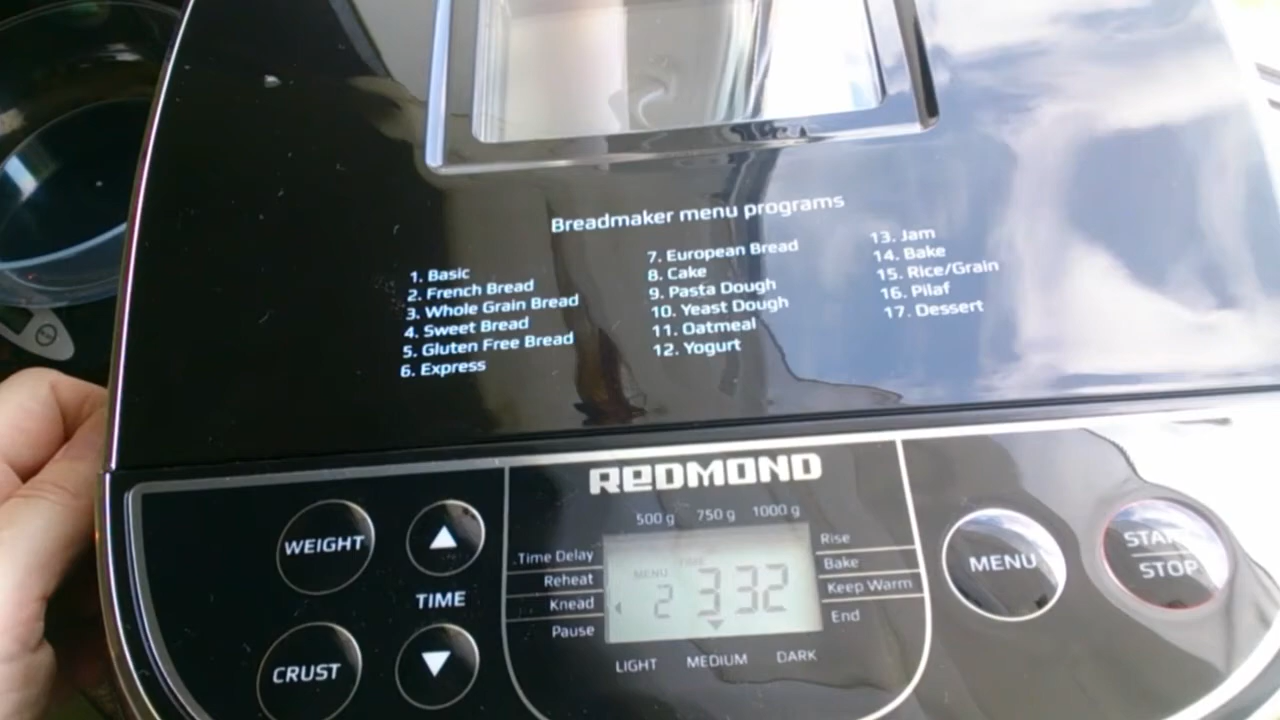 Breadmaker menu programs
1. Basic
2. French Bread
3. Whole Grain Bread
4. Sweet Bread
5. Gluten Free Bread
6. Express
7. European Bread
8. Cake
9. Pasta Dough
10. Yeast Dough
11. Oatmeal
12. Yogurt
13. Jam
14. Bake
15. Rice/Grain
16. Pilaf
17. Dessert
REDMOND
WEIGHT
TIME
CRUST
500 g 750 g 1000 g
Time Delay
Reheat
Knead
Pause
MENU TIME
2 3 32
Rise
Bake
Keep Warm
End
LIGHT MEDIUM DARK
MENU
START
STOP